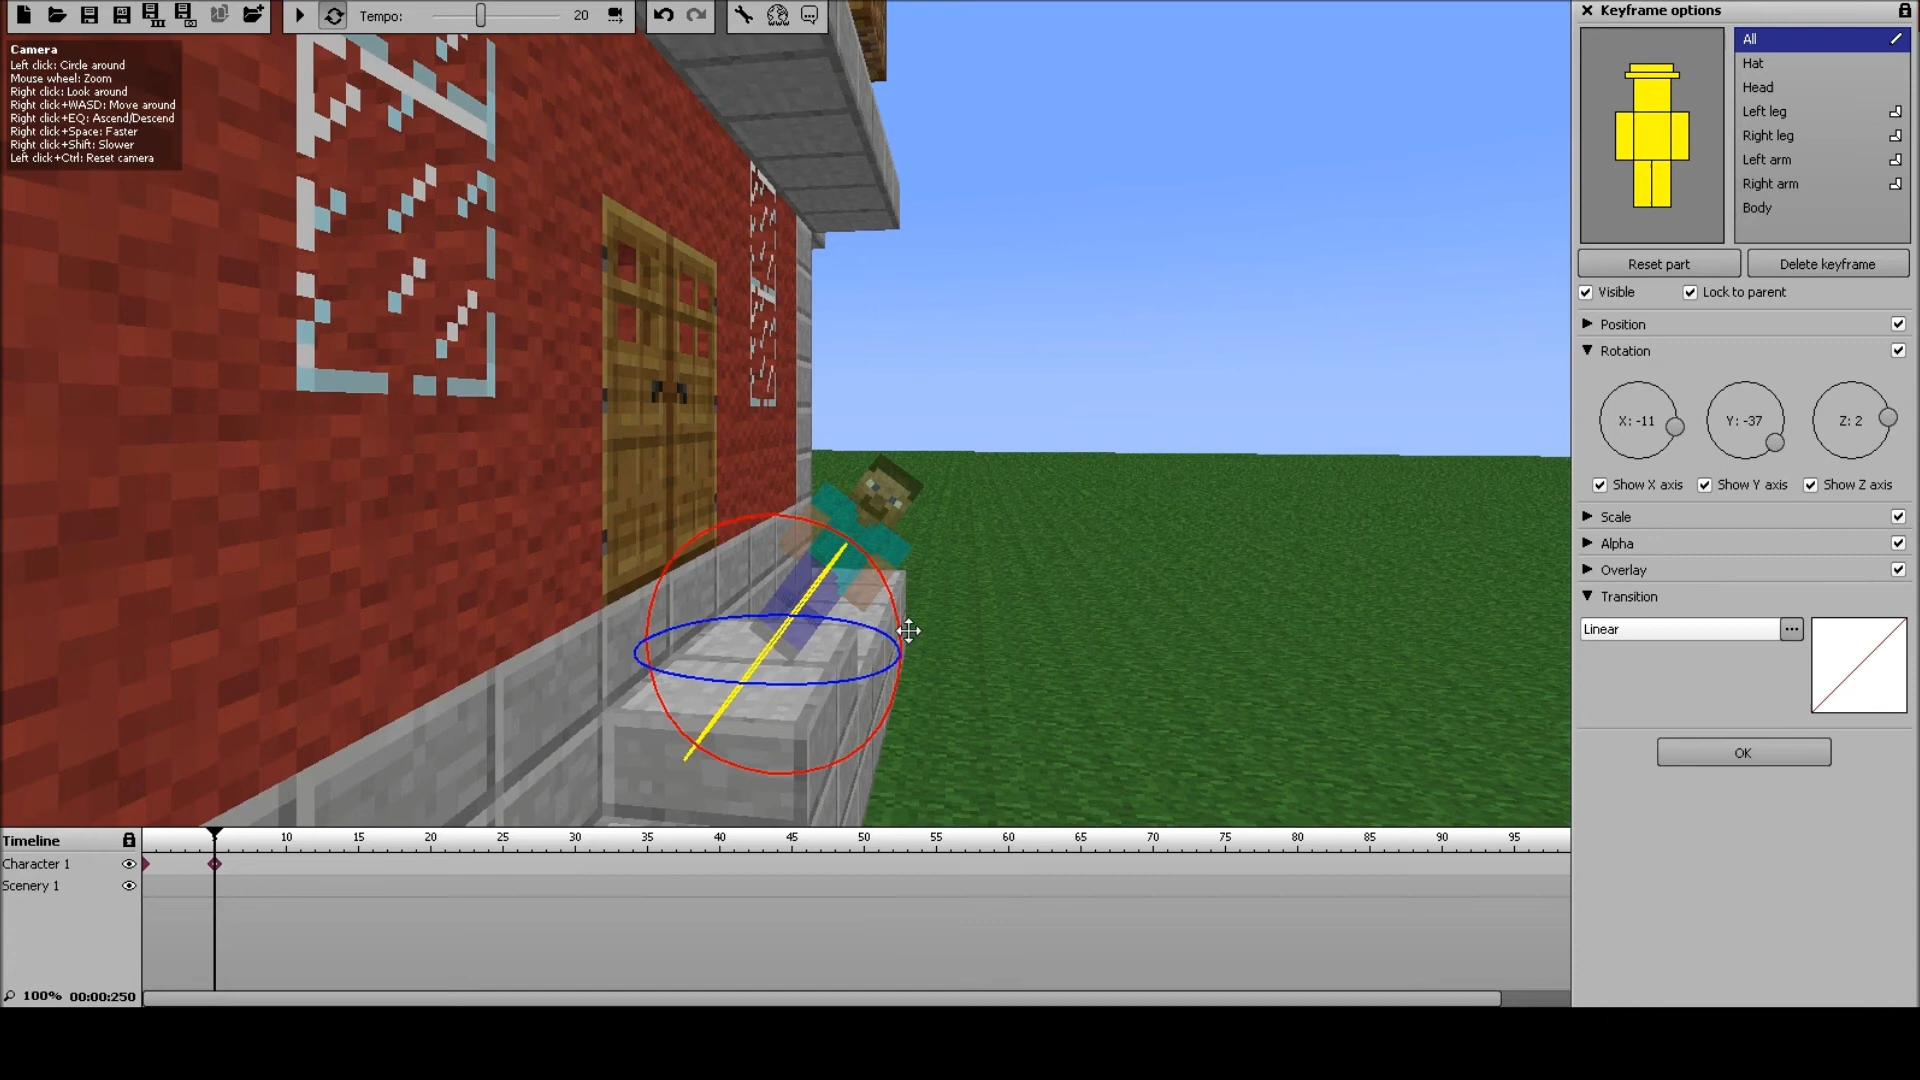 Tempo: 20
Camera
Left click: Circle around
Mouse wheel: Zoom
Right click: Look around
Right click+WASD: Move around
Right click+EQ: Ascend/Descend
Right click+Space: Faster
Right click+Shift: Slower
Left click+Ctrl: Reset camera
Keyframe options
All
Hat
Head
Left leg
Right leg
Left arm
Right arm
Body
Reset part Delete keyframe
Visible Lock to parent
Position
Rotation
X: -11 Y: -37 Z: 2
Show X axis Show Y axis Show Z axis
Scale
Alpha
Overlay
Transition
Linear
OK
Timeline 10 15 20 25 30 35 40 45 50 55 60 65 70 75 80 85 90 95
Character 1
Scenery 1
100% 00:00:250